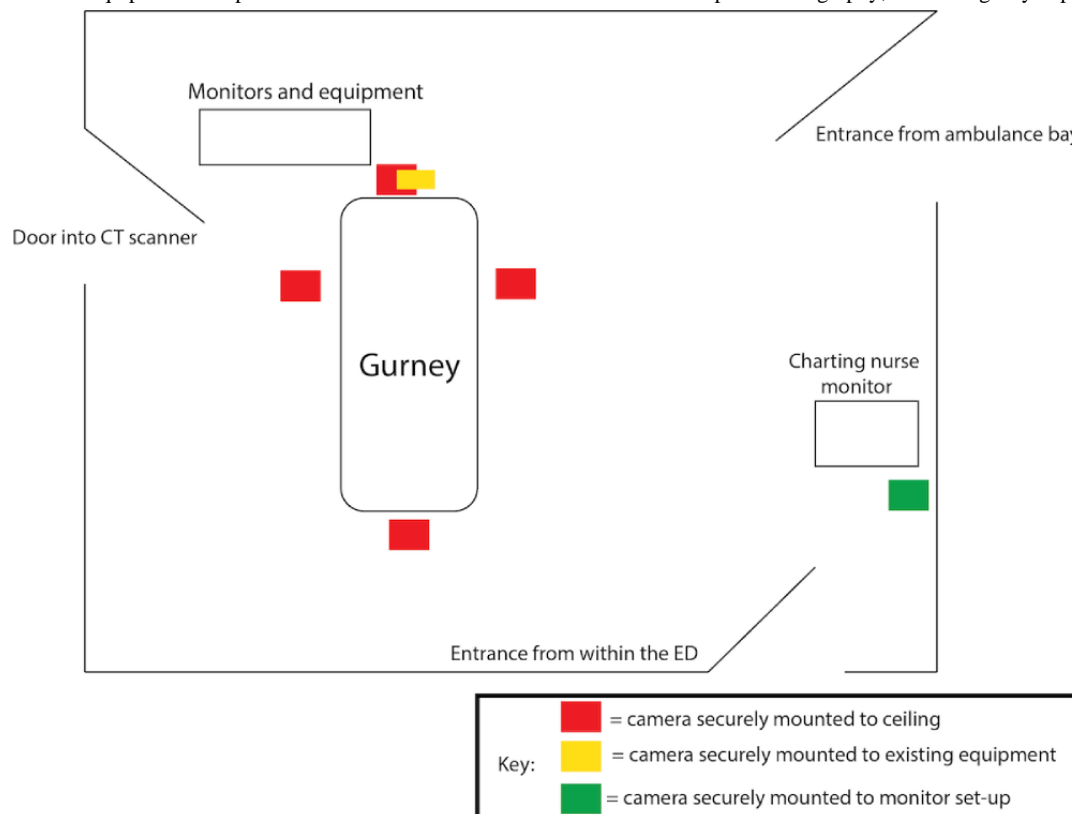 Monitors and equipment
Entrance from ambulance bay
Door into CT scanner
Gurney
Charting nurse
monitor
Entrance from within the ED
Key:
= camera securely mounted to ceiling
= camera securely mounted to existing equipment
= camera securely mounted to monitor set-up